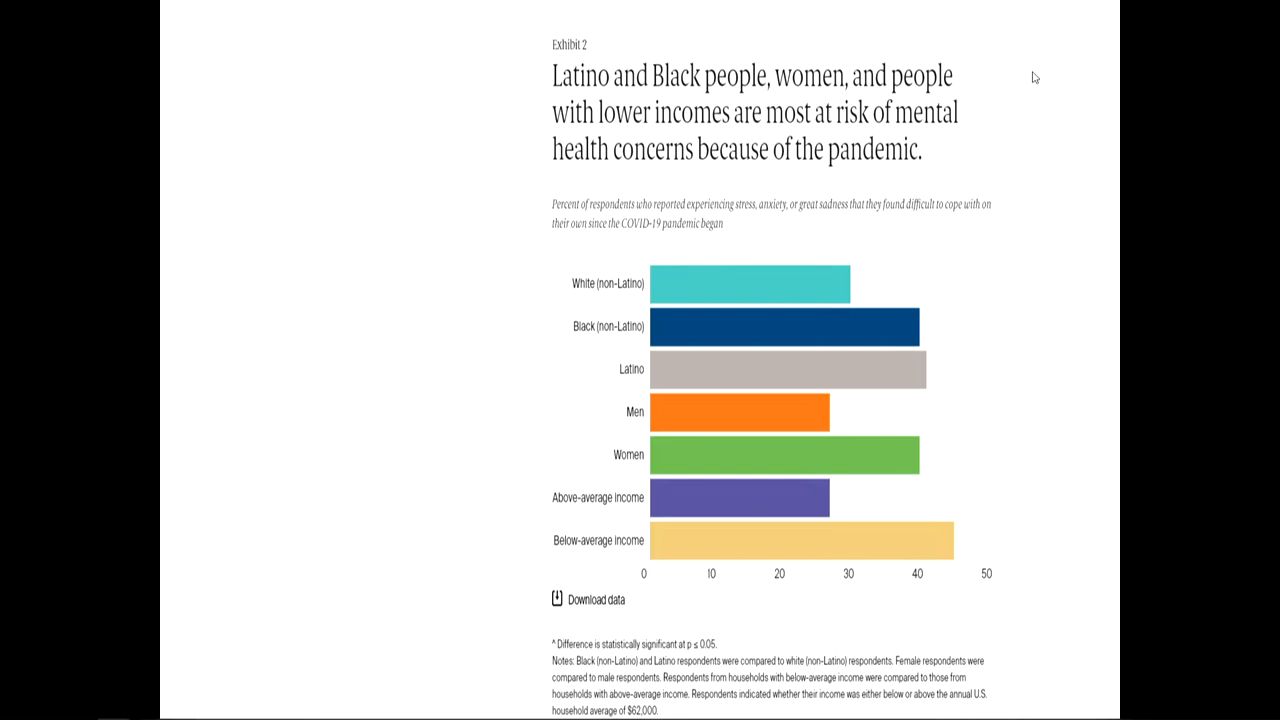 Exhibit 2
Latino and Black people, women, and people
with lower incomes are most at risk of mental
health concerns because of the pandemic.
Percent of respondents who reported experiencing stress, anxiety, or great sadness that they found difficult to cope with on
their own since the COVID-19 pandemic began
White (non-Latino)
Black (non-Latino)
Latino
Men
Women
Above-average income
Below-average income
0 10 20 30 40 50
Download data
^ Difference is statistically significant at p ≤ 0.05.
Notes: Black (non-Latino) and Latino respondents were compared to white (non-Latino) respondents. Female respondents were
compared to male respondents. Respondents from households with below-average income were compared to those from
households with above-average income. Respondents indicated whether their income was either below or above the annual U.S.
household average of $62,000.